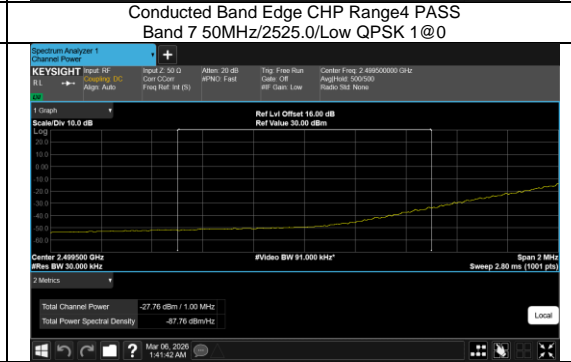 Conducted Band Edge CHP Range4 PASS
Band 7 50MHz/2525.0/Low QPSK 1@0
Spectrum Analyzer 1
Channel Power
KEYSIGHT Input: RF Input Z: 50 Ω Atten: 20 dB Trig: Free Run Center Freq: 2.499500000 GHz
R L Coupling: DC Corr CCorr #PNO: Fast Gate: Off Avg|Hold: 500/500
Align: Auto Freq Ref: Int (S) #IF Gain: Low Radio Std: None
1 Graph Ref Lvl Offset 16.00 dB
Scale/Div 10.0 dB Ref Value 30.00 dBm
Log
20.0
10.0
0.00
-10.0
-20.0
-30.0
-40.0
-50.0
-60.0
Center 2.499500 GHz #Video BW 91.000 kHz* Span 2 MHz
#Res BW 30.000 kHz Sweep 2.80 ms (1001 pts)
2 Metrics
Total Channel Power -27.76 dBm / 1.00 MHz
Total Power Spectral Density -87.76 dBm/Hz
Local
Mar 06, 2026
1:41:42 AM